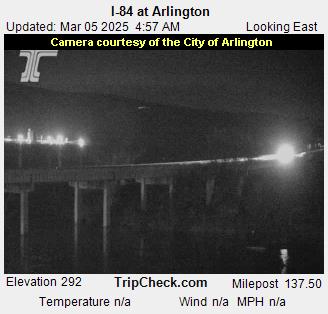 I-84 at Arlington
Updated: Mar 05 2025 4:57 AM Looking East
Camera courtesy of the City of Arlington
Elevation 292 TripCheck.com Milepost 137.50
Temperature n/a Wind n/a MPH n/a